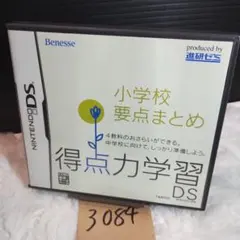 Benesse
produced by
進研ゼミ
NINTENDO DS
小学校
要点まとめ
4教科のおさらいができる。
中学校に向けて、しっかり準備しよう。
得点力学習
DS
3084